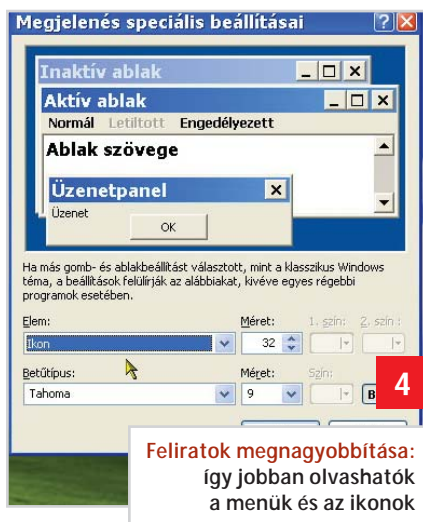 Megjelenés speciális beállításai
Inaktív ablak
Aktív ablak
Normál Letiltott Engedélyezett
Ablak szövege
Üzenetpanel
Üzenet
OK
Ha más gomb- és ablakbeállítást választott, mint a klasszikus Windows
téma, a beállítások felülírják az alábbiakat, kivéve egyes régebbi
programok esetében.
Elem: Méret: 1. szín: 2. szín:
Ikon 32
Betűtípus: Méret: Szín:
Tahoma 9 B
4
Feliratok megnagyobbítása:
így jobban olvashatók
a menük és az ikonok